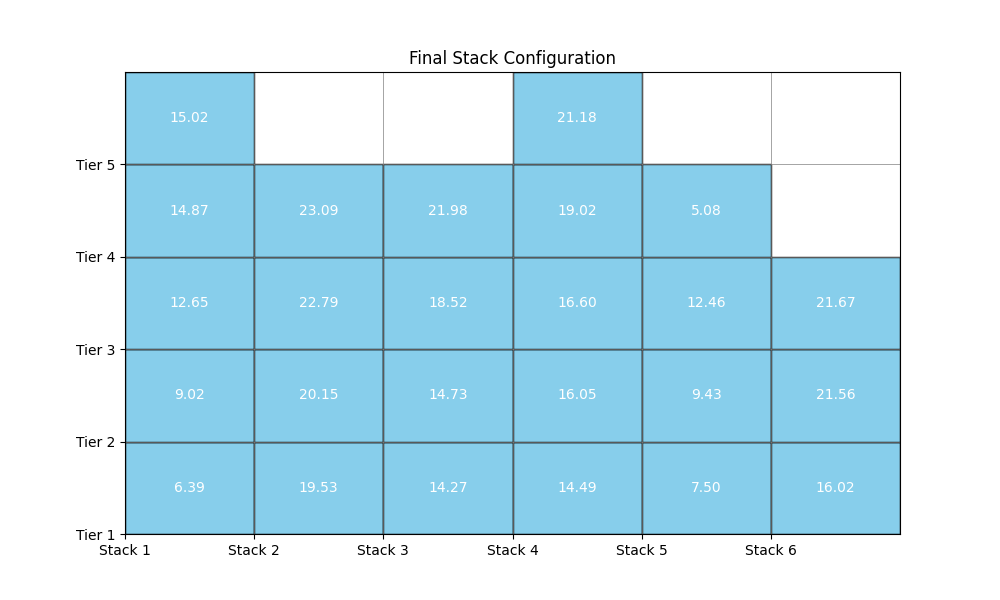 Final Stack Configuration
15.02 21.18
Tier 5
14.87 23.09 21.98 19.02 5.08
Tier 4
12.65 22.79 18.52 16.60 12.46 21.67
Tier 3
9.02 20.15 14.73 16.05 9.43 21.56
Tier 2
6.39 19.53 14.27 14.49 7.50 16.02
Tier 1
Stack 1 Stack 2 Stack 3 Stack 4 Stack 5 Stack 6